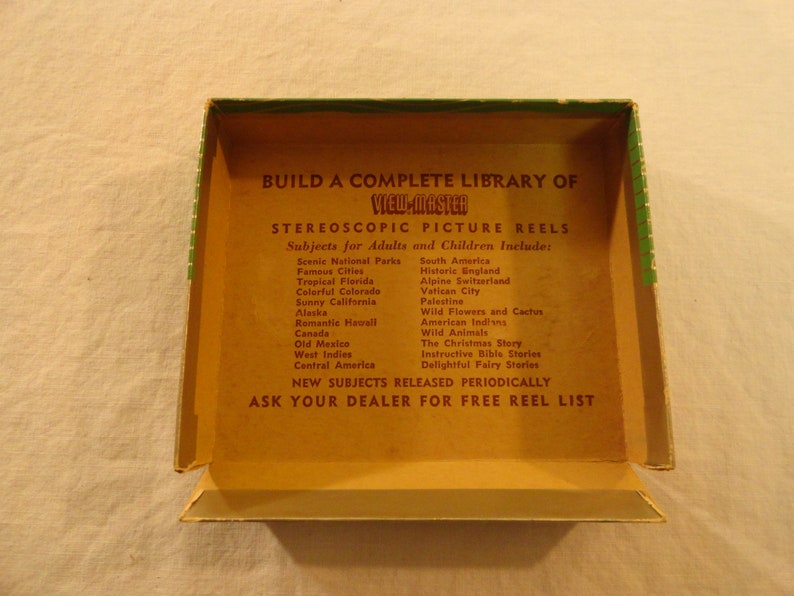 BUILD A COMPLETE LIBRARY OF
VIEW-MASTER
STEREOSCOPIC PICTURE REELS
Subjects for Adults and Children Include:
Scenic National Parks
Famous Cities
Tropical Florida
Colorful Colorado
Sunny California
Alaska
Romantic Hawaii
Canada
Old Mexico
West Indies
Central America
South America
Historic England
Alpine Switzerland
Vatican City
Palestine
Wild Flowers and Cactus
American Indians
Wild Animals
The Christmas Story
Instructive Bible Stories
Delightful Fairy Stories
NEW SUBJECTS RELEASED PERIODICALLY
ASK YOUR DEALER FOR FREE REEL LIST